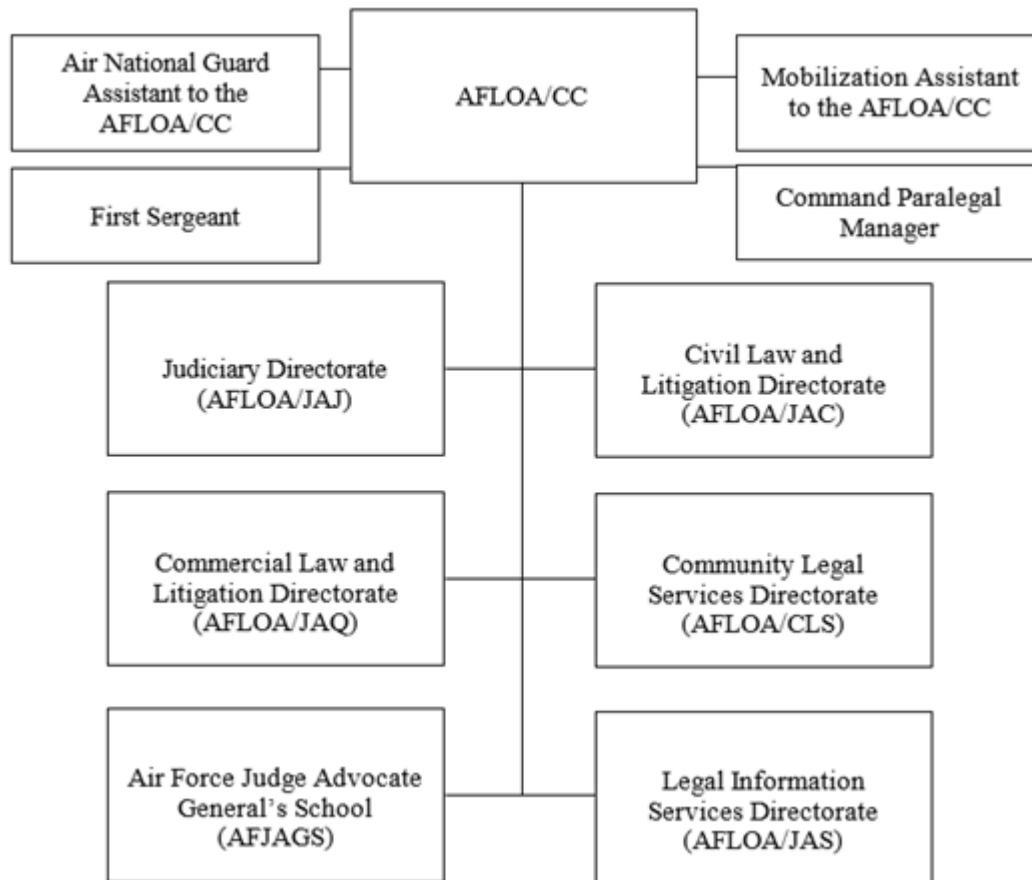 Air National Guard
Assistant to the
AFLOA/CC
AFLOA/CC
Mobilization Assistant
to the AFLOA/CC
First Sergeant
Command Paralegal
Manager
Judiciary Directorate
(AFLOA/JAJ)
Civil Law and
Litigation Directorate
(AFLOA/JAC)
Commercial Law and
Litigation Directorate
(AFLOA/JAQ)
Community Legal
Services Directorate
(AFLOA/CLS)
Air Force Judge Advocate
General’s School
(AFJAGS)
Legal Information
Services Directorate
(AFLOA/JAS)